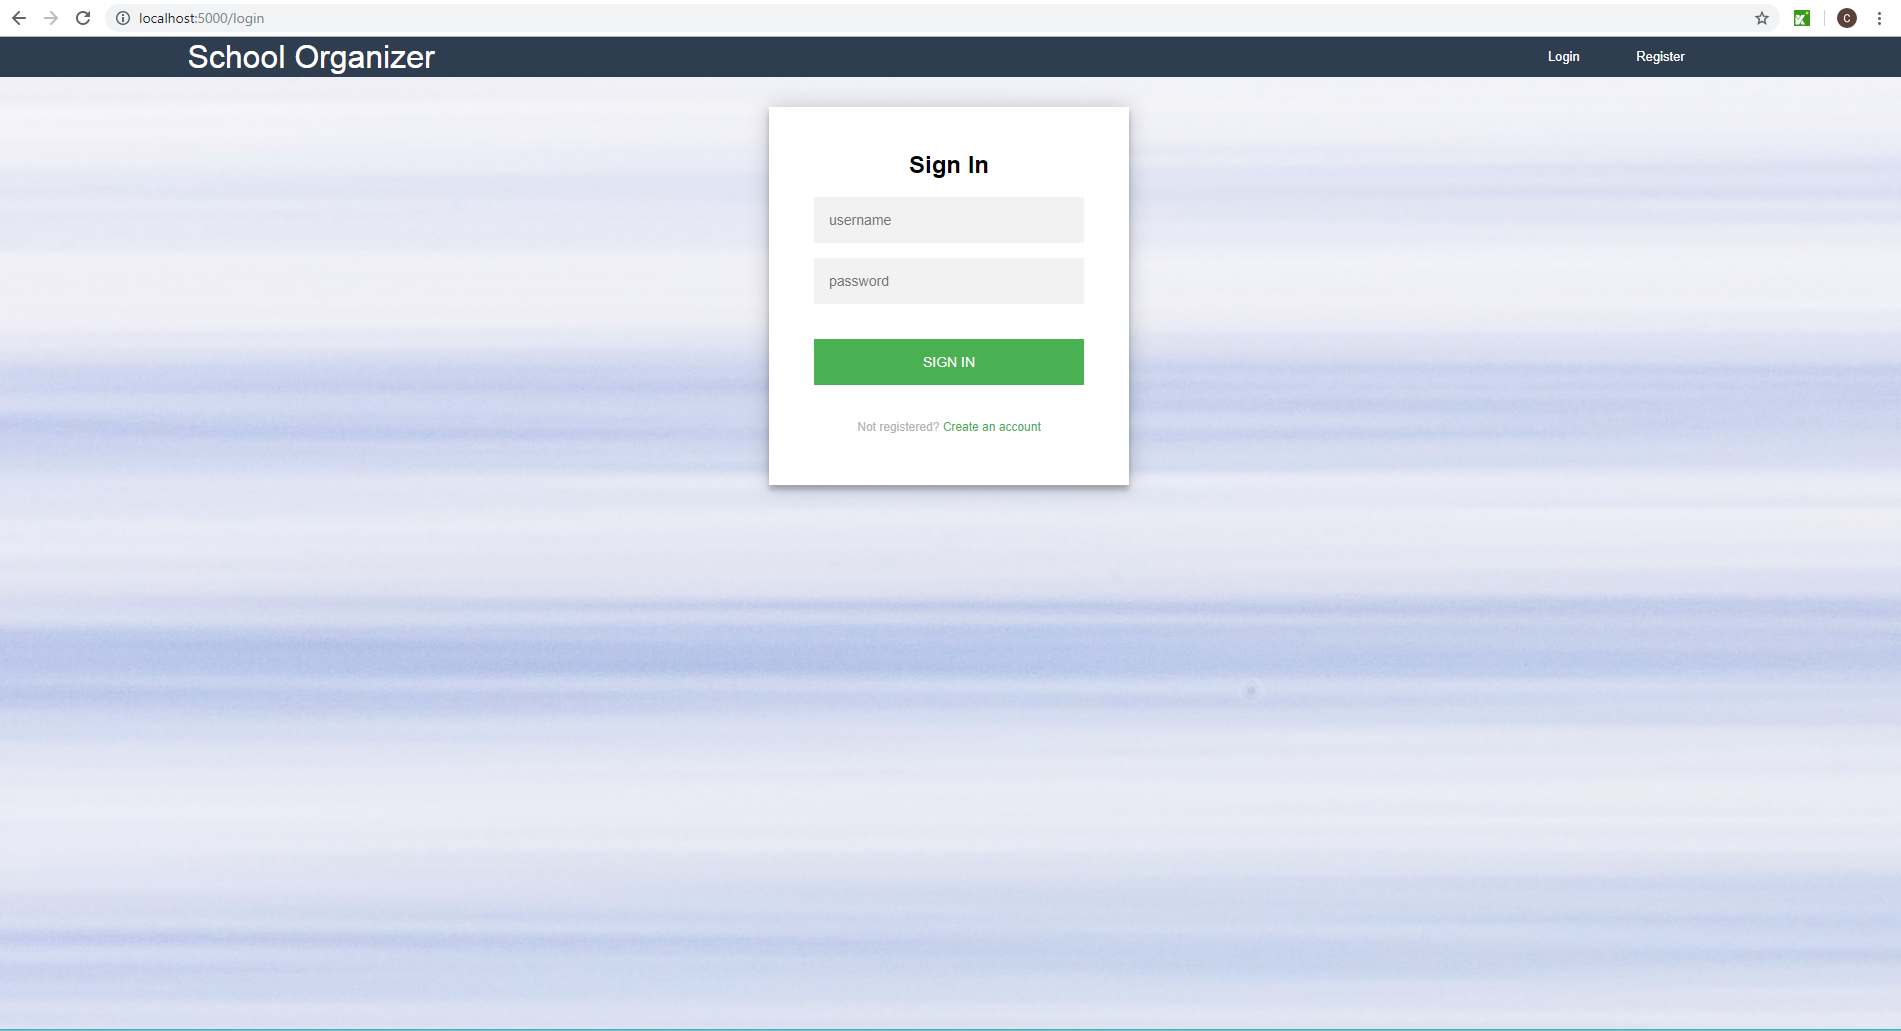 localhost:5000/login
C
School Organizer
Login
Register
Sign In
username
password
SIGN IN
Not registered? Create an account